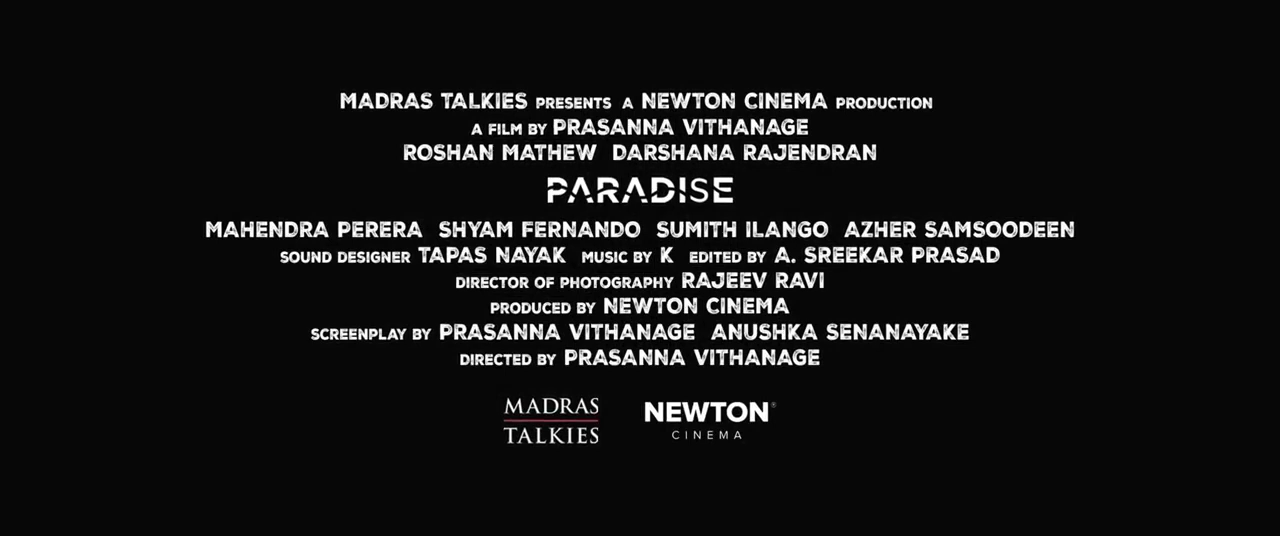 MADRAS TALKIES PRESENTS A NEWTON CINEMA PRODUCTION
A FILM BY PRASANNA VITHANAGE
ROSHAN MATHEW DARSHANA RAJENDRAN
PARADISE
MAHENDRA PERERA SHYAM FERNANDO SUMITH ILANGO AZHER SAMSOODEEN
SOUND DESIGNER TAPAS NAYAK MUSIC BY K EDITED BY A. SREEKAR PRASAD
DIRECTOR OF PHOTOGRAPHY RAJEEV RAVI
PRODUCED BY NEWTON CINEMA
SCREENPLAY BY PRASANNA VITHANAGE ANUSHKA SENANAYAKE
DIRECTED BY PRASANNA VITHANAGE
MADRAS
TALKIES
NEWTON®
CINEMA